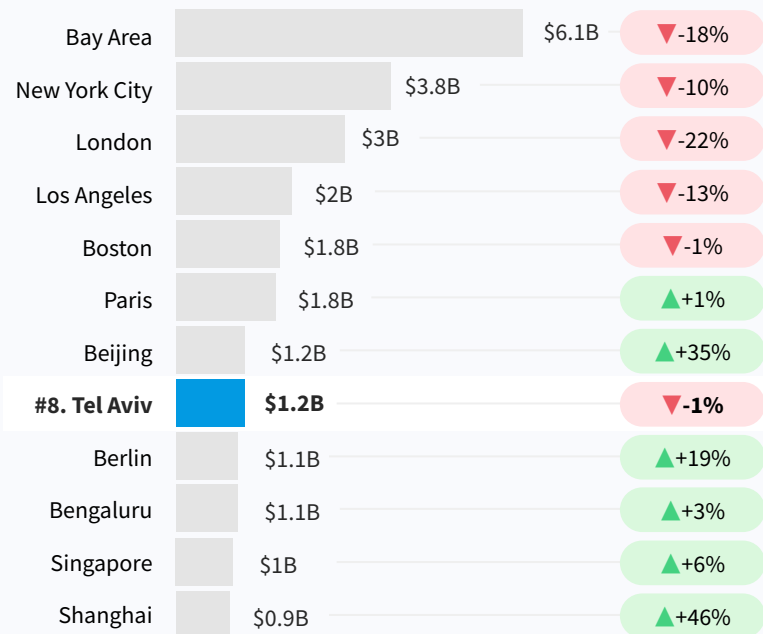 Bay Area $6.1B ▼-18%
New York City $3.8B ▼-10%
London $3B ▼-22%
Los Angeles $2B ▼-13%
Boston $1.8B ▼-1%
Paris $1.8B ▲+1%
Beijing $1.2B ▲+35%
#8. Tel Aviv $1.2B ▼-1%
Berlin $1.1B ▲+19%
Bengaluru $1.1B ▲+3%
Singapore $1B ▲+6%
Shanghai $0.9B ▲+46%